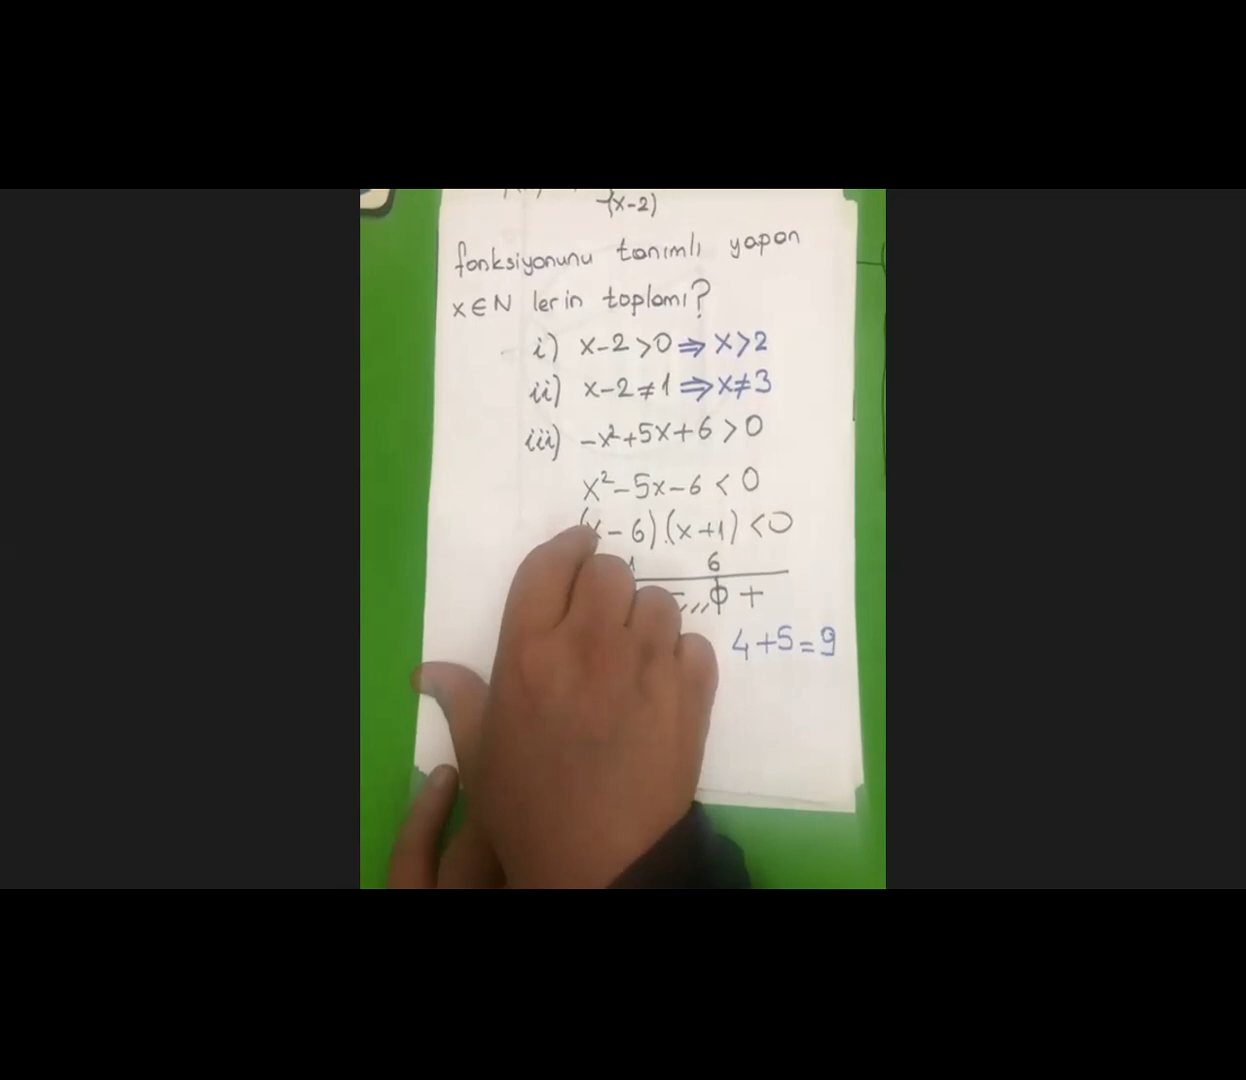 (x-2)
fonksiyonunu tanımlı yapan
x∈N lerin toplamı?
i) x-2>0⇒x>2
ii) x-2≠1⇒x≠3
iii) -x²+5x+6>0
x²-5x-6<0
(x-6).(x+1)<0
6
+
4+5=9